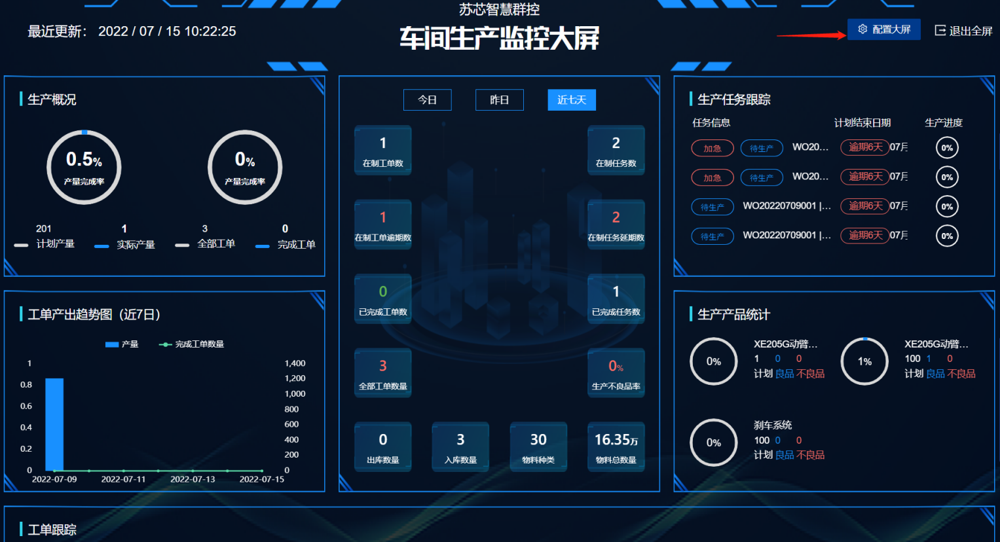 苏芯智慧群控
最近更新： 2022 / 07 / 15 10:22:25
车间生产监控大屏
配置大屏
退出全屏
生产概况
0.5%
产量完成率
0%
产量完成率
201
计划产量
1
实际产量
3
全部工单
0
完成工单
工单产出趋势图（近7日）
产量
完成工单数量
1
0.8
0.6
0.4
0.2
0
1,400
1,200
1,000
800
600
400
200
0
2022-07-09
2022-07-11
2022-07-13
2022-07-15
今日
昨日
近七天
1
在制工单数
2
在制任务数
1
在制工单逾期数
2
在制任务延期数
0
已完成工单数
1
已完成任务数
3
全部工单数量
0%
生产不良品率
0
出库数量
3
入库数量
30
物料种类
16.35万
物料总数量
生产任务跟踪
任务信息 计划结束日期 生产进度
加急 待生产 WO20... 逾期6天 07月 0%
加急 待生产 WO20... 逾期6天 07月 0%
待生产 WO20220709001 |... 逾期6天 07月 0%
待生产 WO20220709001 |... 逾期6天 07月 0%
生产产品统计
0%
XE205G动臂...
1 0 0
计划 良品 不良品
1%
XE205G动臂...
100 1 0
计划 良品 不良品
0%
刹车系统
100 0 0
计划 良品 不良品
工单跟踪